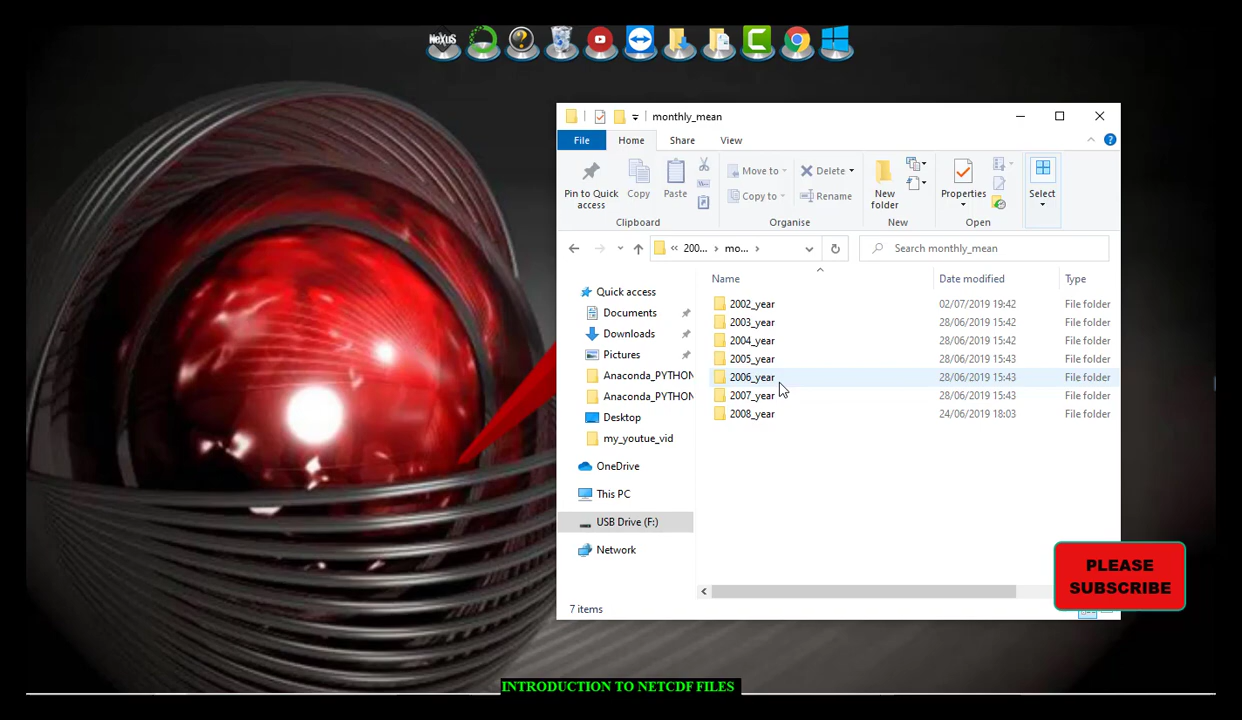 NeXuS
monthly_mean
File
Home
Share
View
Pin to Quick access
Copy
Paste
Move to
Copy to
Delete
Rename
New folder
Properties
Select
Clipboard
Organise
New
Open
« 200... › mo... ›
Search monthly_mean
Name
Date modified
Type
Quick access
Documents
Downloads
Pictures
Anaconda_PYTHON
Anaconda_PYTHON
Desktop
my_youtue_vid
OneDrive
This PC
USB Drive (F:)
Network
2002_year 02/07/2019 19:42 File folder
2003_year 28/06/2019 15:42 File folder
2004_year 28/06/2019 15:42 File folder
2005_year 28/06/2019 15:43 File folder
2006_year 28/06/2019 15:43 File folder
2007_year 28/06/2019 15:43 File folder
2008_year 24/06/2019 18:03 File folder
7 items
PLEASE
SUBSCRIBE
INTRODUCTION TO NETCDF FILES